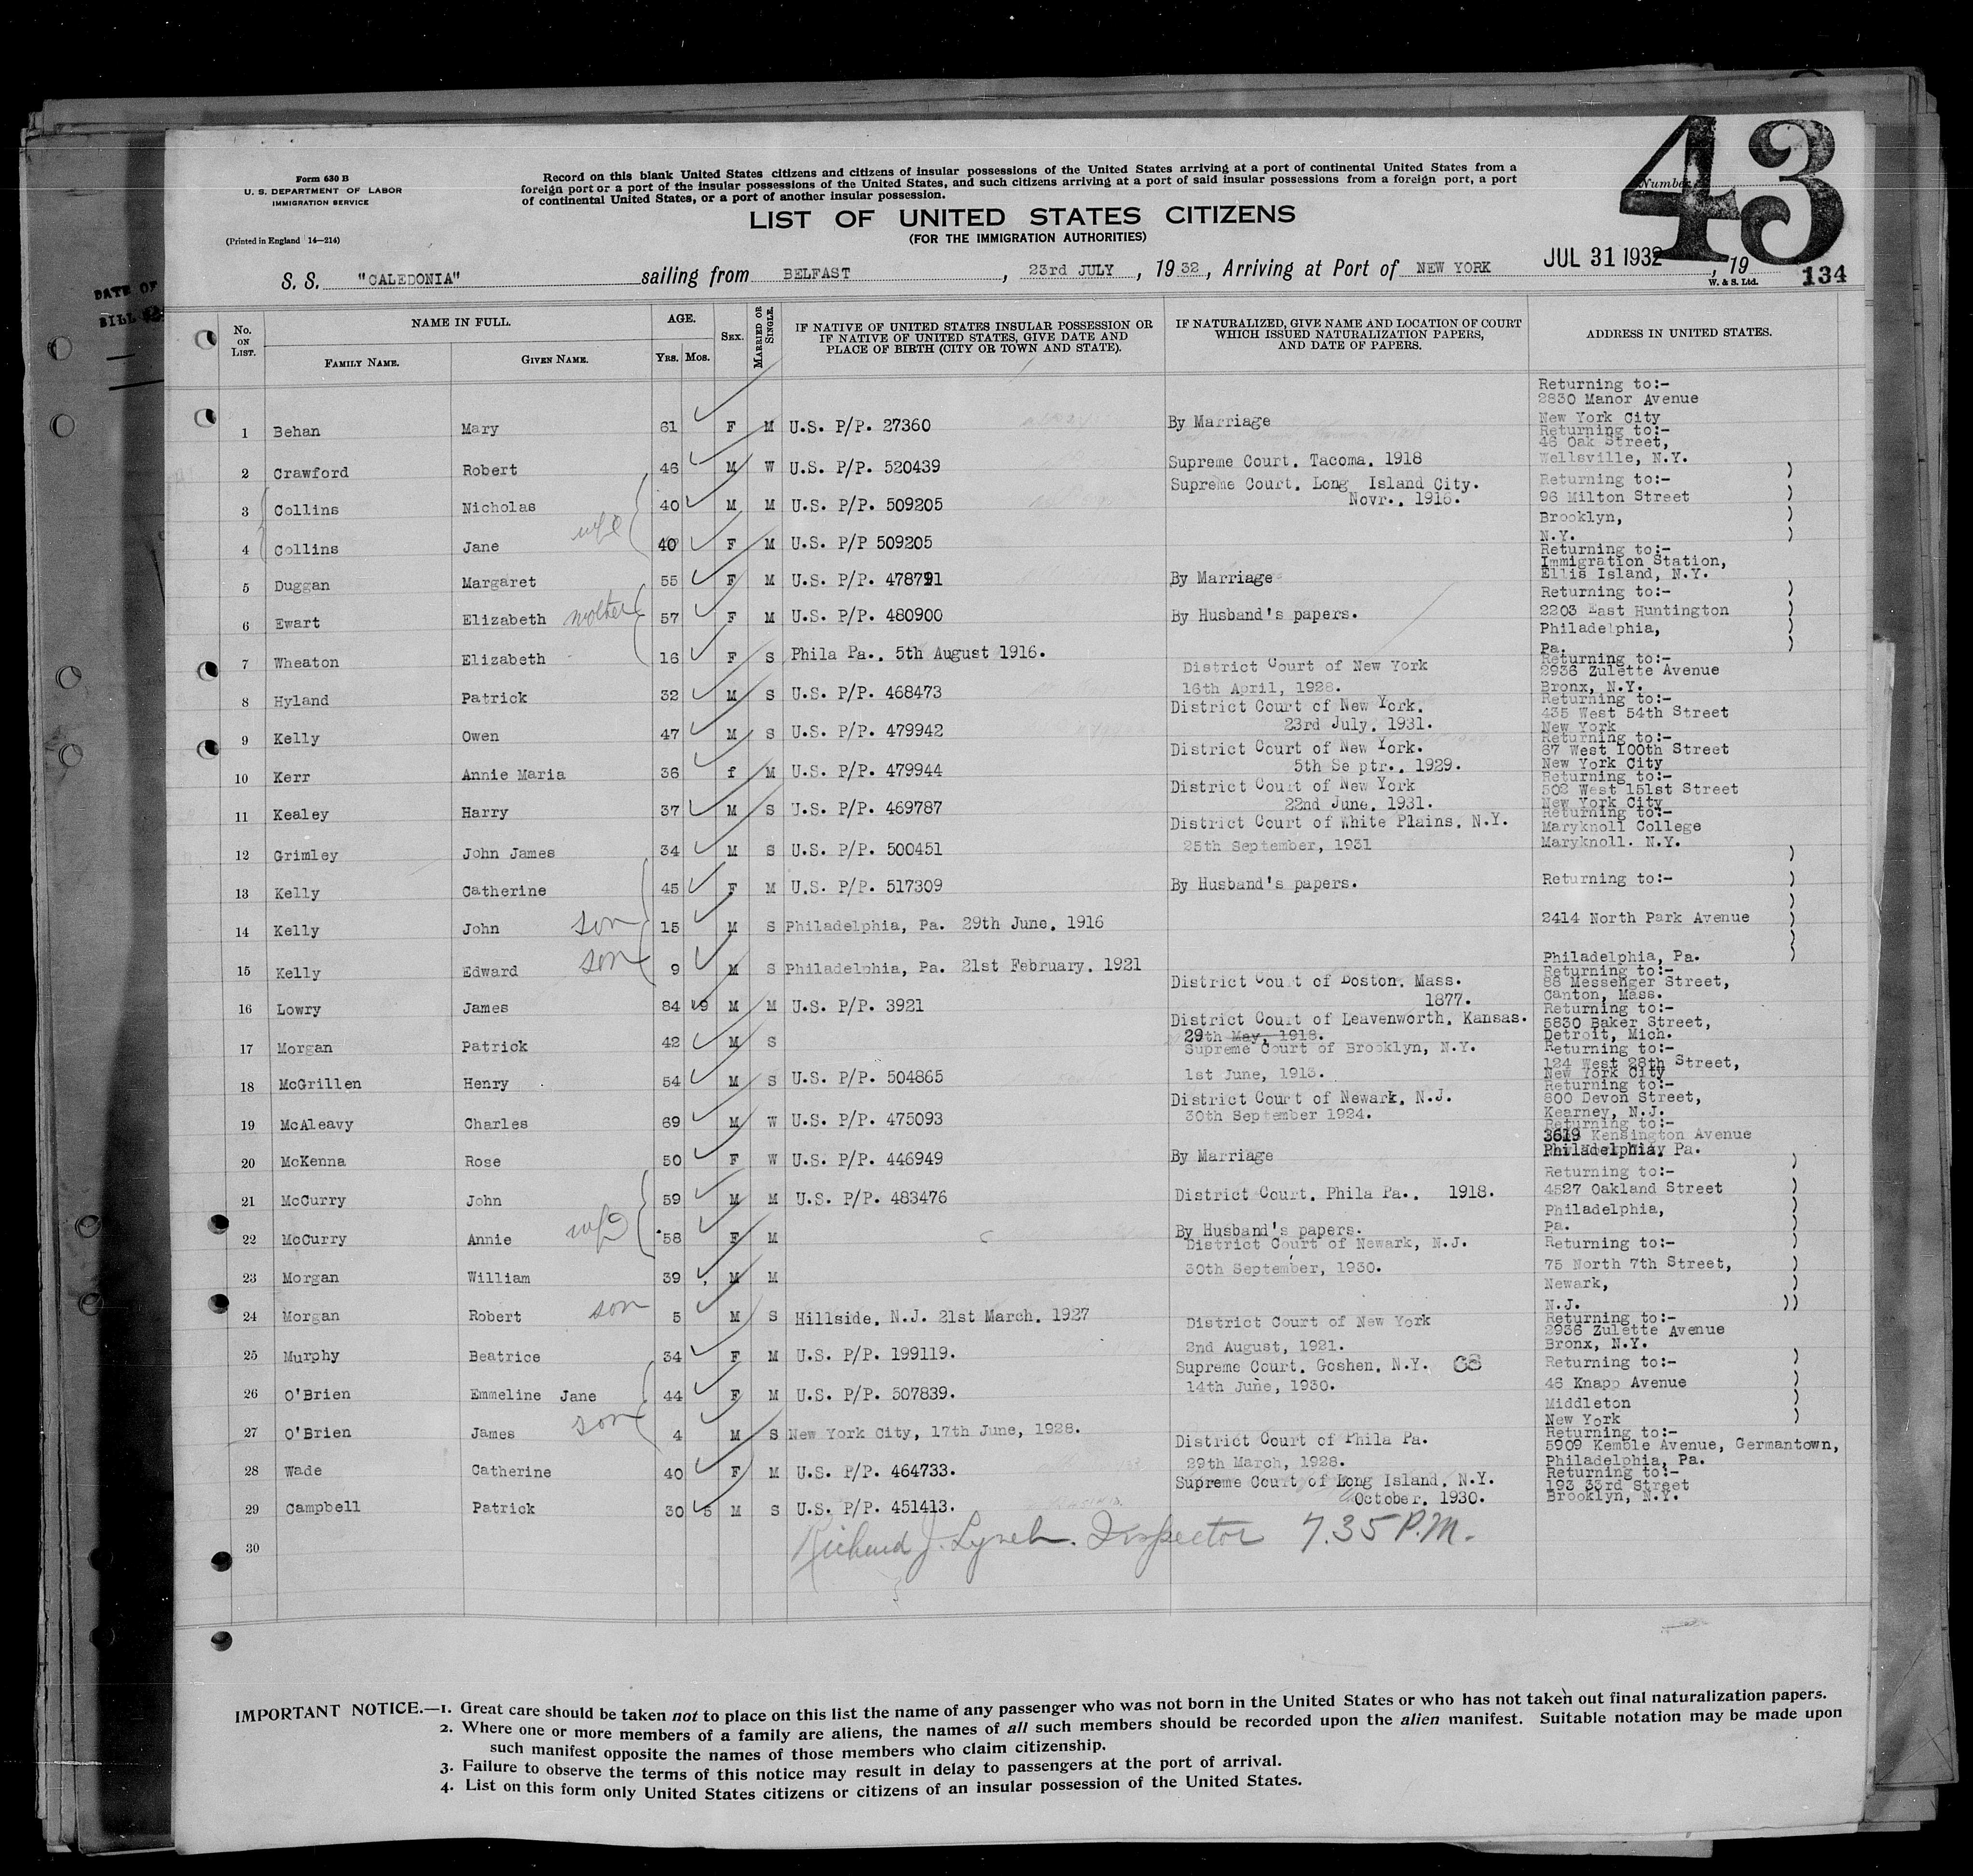 43
Form 630 B
U. S. DEPARTMENT OF LABOR
IMMIGRATION SERVICE
(Printed in England 14—214)
Record on this blank United States citizens and citizens of insular possessions of the United States arriving at a port of continental United States from a
foreign port or a port of the insular possessions of the United States, and such citizens arriving at a port of said insular possessions from a foreign port, a port
of continental United States, or a port of another insular possession.
Number
LIST OF UNITED STATES CITIZENS
(FOR THE IMMIGRATION AUTHORITIES)
S. S. "CALEDONIA" sailing from BELFAST, 23rd JULY, 1932, Arriving at Port of NEW YORK JUL 31 1932, 19
W. & S. Ltd. 134
DATE OF
BILL
No. ON LIST. NAME IN FULL. FAMILY NAME. GIVEN NAME. AGE. YRS. MOS. SEX. MARRIED OR SINGLE. IF NATIVE OF UNITED STATES INSULAR POSSESSION OR IF NATIVE OF UNITED STATES, GIVE DATE AND PLACE OF BIRTH (CITY OR TOWN AND STATE). IF NATURALIZED, GIVE NAME AND LOCATION OF COURT WHICH ISSUED NATURALIZATION PAPERS, AND DATE OF PAPERS. ADDRESS IN UNITED STATES.
1 Behan Mary 61 F M U.S. P/P. 27360 By Marriage Returning to:- 2830 Manor Avenue New York City
2 Crawford Robert 46 M W U.S. P/P. 520439 Supreme Court. Tacoma. 1918 Returning to:- 46 Oak Street, Wellsville, N.Y.
3 Collins Nicholas 40 M M U.S. P/P. 509205 Supreme Court. Long Island City. Novr., 1916. Returning to:- 96 Milton Street
4 Collins Jane wife 40 F M U.S. P/P 509205 Brooklyn, N.Y.
5 Duggan Margaret 55 F M U.S. P/P. 478791 By Marriage Returning to:- Immigration Station, Ellis Island, N.Y.
6 Ewart Elizabeth mother 57 F M U.S. P/P. 480900 By Husband's papers. Returning to:- 2203 East Huntington
7 Wheaton Elizabeth 16 F S Phila Pa., 5th August 1916. Philadelphia, Pa.
8 Hyland Patrick 32 M S U.S. P/P. 468473 District Court of New York 16th April, 1928. Returning to:- 2936 Zulette Avenue Bronx, N.Y.
9 Kelly Owen 47 M S U.S. P/P. 479942 District Court of New York. 23rd July, 1931. Returning to:- 435 West 54th Street New York
10 Kerr Annie Maria 36 f M U.S. P/P. 479944 District Court of New York. 5th Se ptr., 1929. Returning to:- 67 West 100th Street New York City
11 Kealey Harry 37 M S U.S. P/P. 469787 District Court of New York 22nd June, 1931. Returning to:- 502 West 151st Street New York City
12 Grimley John James 34 M S U.S. P/P. 500451 District Court of White Plains, N.Y. 25th September, 1931 Returning to:- Maryknoll College Maryknoll. N.Y.
13 Kelly Catherine 45 F M U.S. P/P. 517309 By Husband's papers. Returning to:-
14 Kelly John son 15 M S Philadelphia, Pa. 29th June, 1916 2414 North Park Avenue
15 Kelly Edward son 9 M S Philadelphia, Pa. 21st February, 1921 Philadelphia, Pa.
16 Lowry James 84 9 M M U.S. P/P. 3921 District Court of Boston. Mass. 1877. Returning to:- 88 Messenger Street, Canton, Mass.
17 Morgan Patrick 42 M S District Court of Leavenworth, Kansas. 29th May, 1918. Returning to:- 5830 Baker Street, Detroit, Mich.
18 McGrillen Henry 54 M S U.S. P/P. 504865 Supreme Court of Brooklyn, N.Y. 1st June, 1913. Returning to:- 124 West 28th Street, New York City
19 McAleavy Charles 69 M W U.S. P/P. 475093 District Court of Newark, N.J. 30th September 1924. Returning to:- 800 Devon Street, Kearney, N.J.
20 McKenna Rose 50 F W U.S. P/P. 446949 By Marriage Returning to:- 3619 Kensington Avenue Philadelphia, Pa.
21 McCurry John 59 M M U.S. P/P. 483476 District Court. Phila Pa., 1918. Returning to:- 4527 Oakland Street
22 McCurry Annie wife 58 F M By Husband's papers. Philadelphia, Pa.
23 Morgan William 39 M M District Court of Newark, N.J. 30th September, 1930. Returning to:- 75 North 7th Street,
24 Morgan Robert son 5 M S Hillside, N.J. 21st March, 1927 Newark, N.J.
25 Murphy Beatrice 34 F M U.S. P/P. 199119. District Court of New York 2nd August, 1921. Returning to:- 2936 Zulette Avenue Bronx, N.Y.
26 O'Brien Emmeline Jane 44 F M U.S. P/P. 507839. Supreme Court. Goshen, N.Y. 14th June, 1930. Returning to:- 46 Knapp Avenue
27 O'Brien James son 4 M S New York City, 17th June, 1928. Middleton New York
28 Wade Catherine 40 F M U.S. P/P. 464733. District Court of Phila Pa. 29th March, 1928. Returning to:- 5909 Kemble Avenue, Germantown, Philadelphia, Pa.
29 Campbell Patrick 30 5 M S U.S. P/P. 451413. Supreme Court of Long Island, N.Y. October, 1930. Returning to:- 193 33rd Street Brooklyn, N.Y.
30 Richard J. Lynch. Inspector 7.35 P.M.
IMPORTANT NOTICE.—1. Great care should be taken not to place on this list the name of any passenger who was not born in the United States or who has not taken out final naturalization papers.
2. Where one or more members of a family are aliens, the names of all such members should be recorded upon the alien manifest. Suitable notation may be made upon
such manifest opposite the names of those members who claim citizenship.
3. Failure to observe the terms of this notice may result in delay to passengers at the port of arrival.
4. List on this form only United States citizens or citizens of an insular possession of the United States.